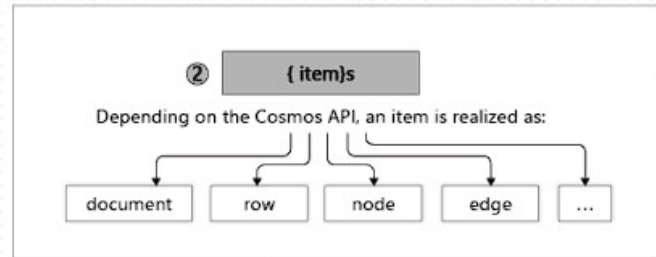 ② { item}s
Depending on the Cosmos API, an item is realized as:
document row node edge ...